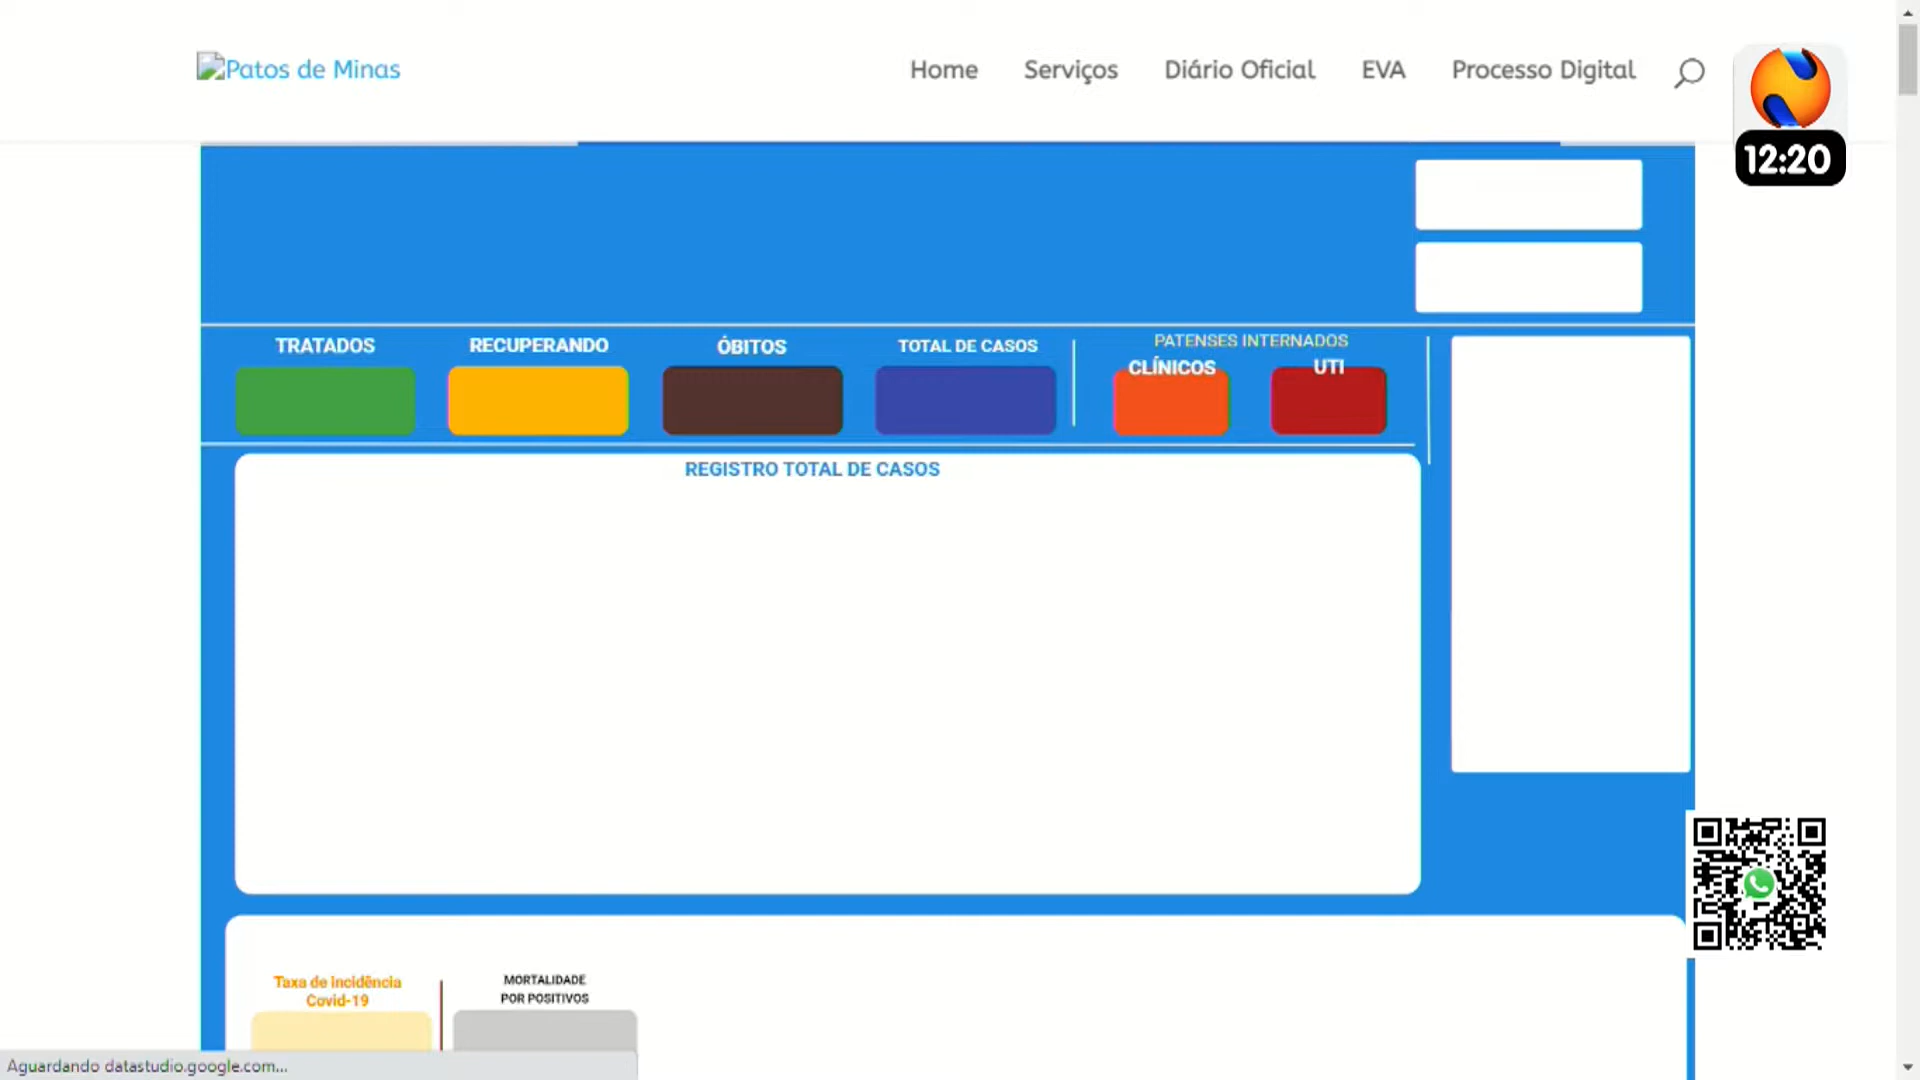 Patos de Minas
Home Serviços Diário Oficial EVA Processo Digital
12:20
TRATADOS RECUPERANDO ÓBITOS TOTAL DE CASOS
PATENSES INTERNADOS
CLÍNICOS UTI
REGISTRO TOTAL DE CASOS
Taxa de incidência
Covid-19
MORTALIDADE
POR POSITIVOS
Aguardando datastudio.google.com...